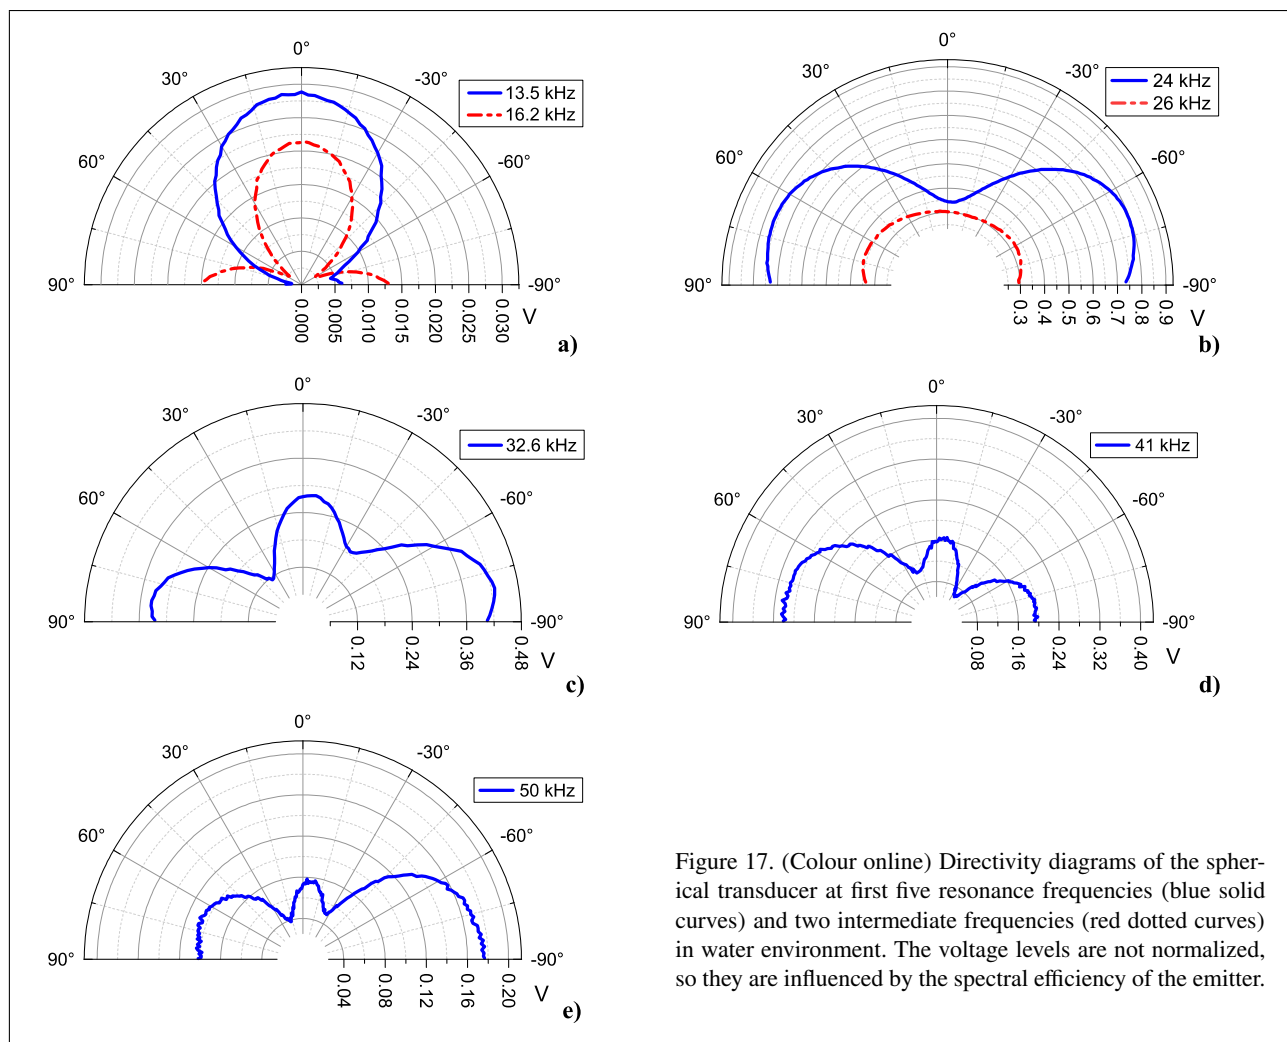 0°
30°
-30°
60°
-60°
90°
-90°
13.5 kHz
16.2 kHz
0.000
0.005
0.010
0.015
0.020
0.025
0.030
V
a)
0°
30°
-30°
60°
-60°
90°
-90°
24 kHz
26 kHz
0.3
0.4
0.5
0.6
0.7
0.8
0.9
V
b)
0°
30°
-30°
60°
-60°
90°
-90°
32.6 kHz
0.12
0.24
0.36
0.48
V
c)
0°
30°
-30°
60°
-60°
90°
-90°
41 kHz
0.08
0.16
0.24
0.32
0.40
V
d)
0°
30°
-30°
60°
-60°
90°
-90°
50 kHz
0.04
0.08
0.12
0.16
0.20
V
e)
Figure 17. (Colour online) Directivity diagrams of the spher-
ical transducer at first five resonance frequencies (blue solid
curves) and two intermediate frequencies (red dotted curves)
in water environment. The voltage levels are not normalized,
so they are influenced by the spectral efficiency of the emitter.